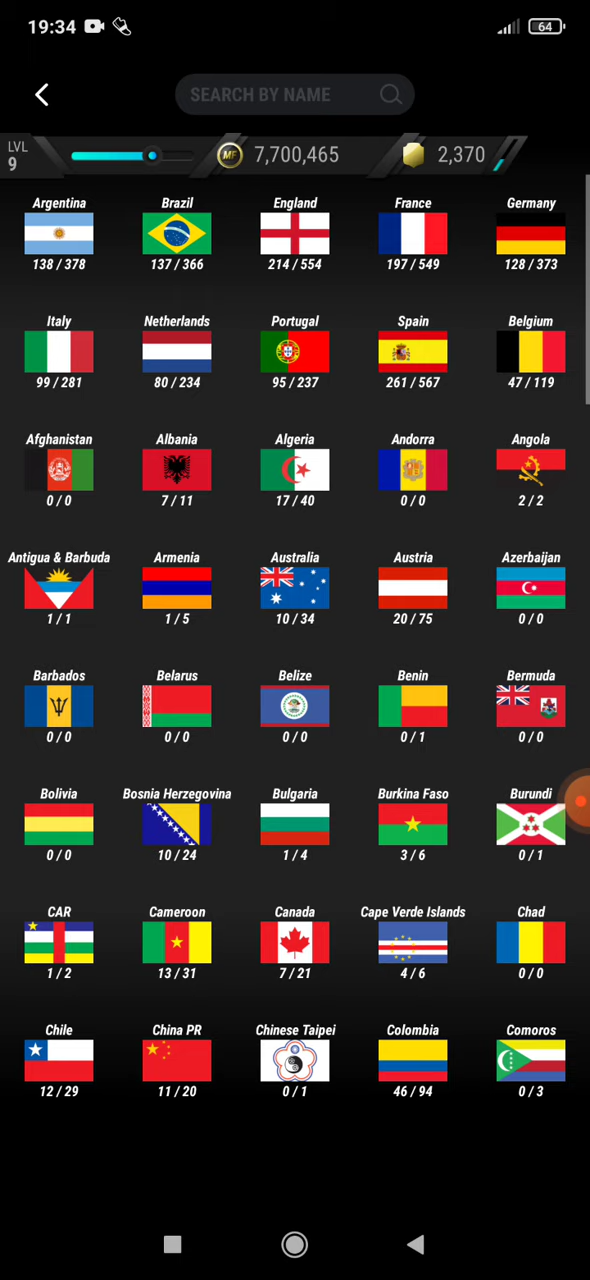 19:34 64
SEARCH BY NAME
LVL
9 MF 7,700,465 2,370
Argentina Brazil England France Germany
138 / 378 137 / 366 214 / 554 197 / 549 128 / 373
Italy Netherlands Portugal Spain Belgium
99 / 281 80 / 234 95 / 237 261 / 567 47 / 119
Afghanistan Albania Algeria Andorra Angola
0 / 0 7 / 11 17 / 40 0 / 0 2 / 2
Antigua & Barbuda Armenia Australia Austria Azerbaijan
1 / 1 1 / 5 10 / 34 20 / 75 0 / 0
Barbados Belarus Belize Benin Bermuda
0 / 0 0 / 0 0 / 0 0 / 1 0 / 0
Bolivia Bosnia Herzegovina Bulgaria Burkina Faso Burundi
0 / 0 10 / 24 1 / 4 3 / 6 0 / 1
CAR Cameroon Canada Cape Verde Islands Chad
1 / 2 13 / 31 7 / 21 4 / 6 0 / 0
Chile China PR Chinese Taipei Colombia Comoros
12 / 29 11 / 20 0 / 1 46 / 94 0 / 3